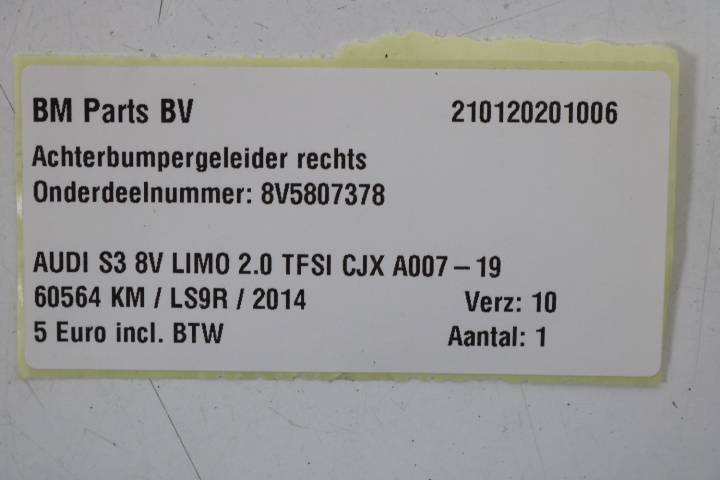 BM Parts BV 210120201006
Achterbumpergeleider rechts
Onderdeelnummer: 8V5807378
AUDI S3 8V LIMO 2.0 TFSI CJX A007 – 19
60564 KM / LS9R / 2014 Verz: 10
5 Euro incl. BTW Aantal: 1